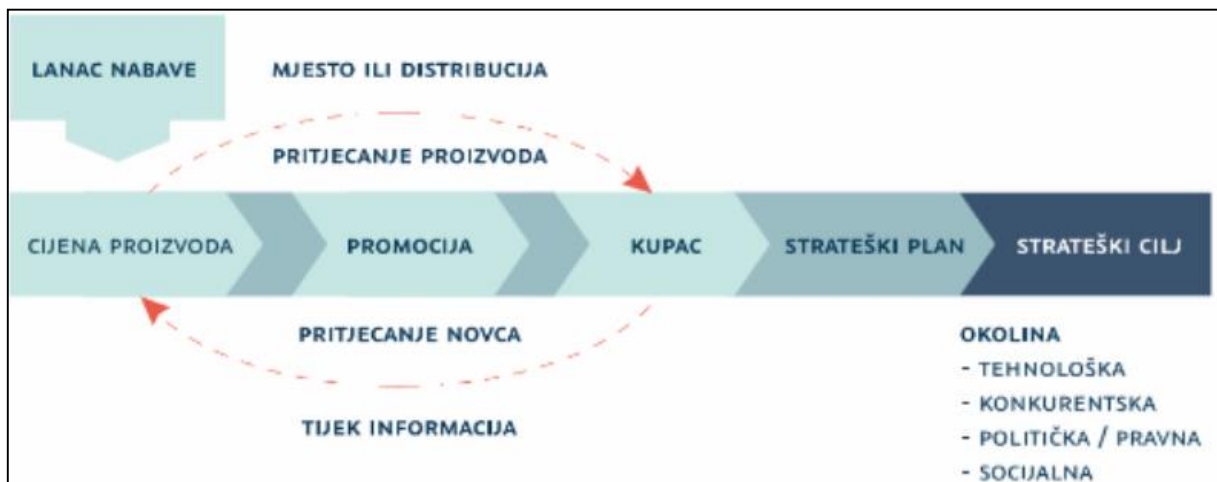 LANAC NABAVE
MJESTO ILI DISTRIBUCIJA
PRITJECANJE PROIZVODA
CIJENA PROIZVODA
PROMOCIJA
KUPAC
STRATEŠKI PLAN
STRATEŠKI CILJ
PRITJECANJE NOVCA
TIJEK INFORMACIJA
OKOLINA
- TEHNOLOŠKA
- KONKURENTSKA
- POLITIČKA / PRAVNA
- SOCIJALNA